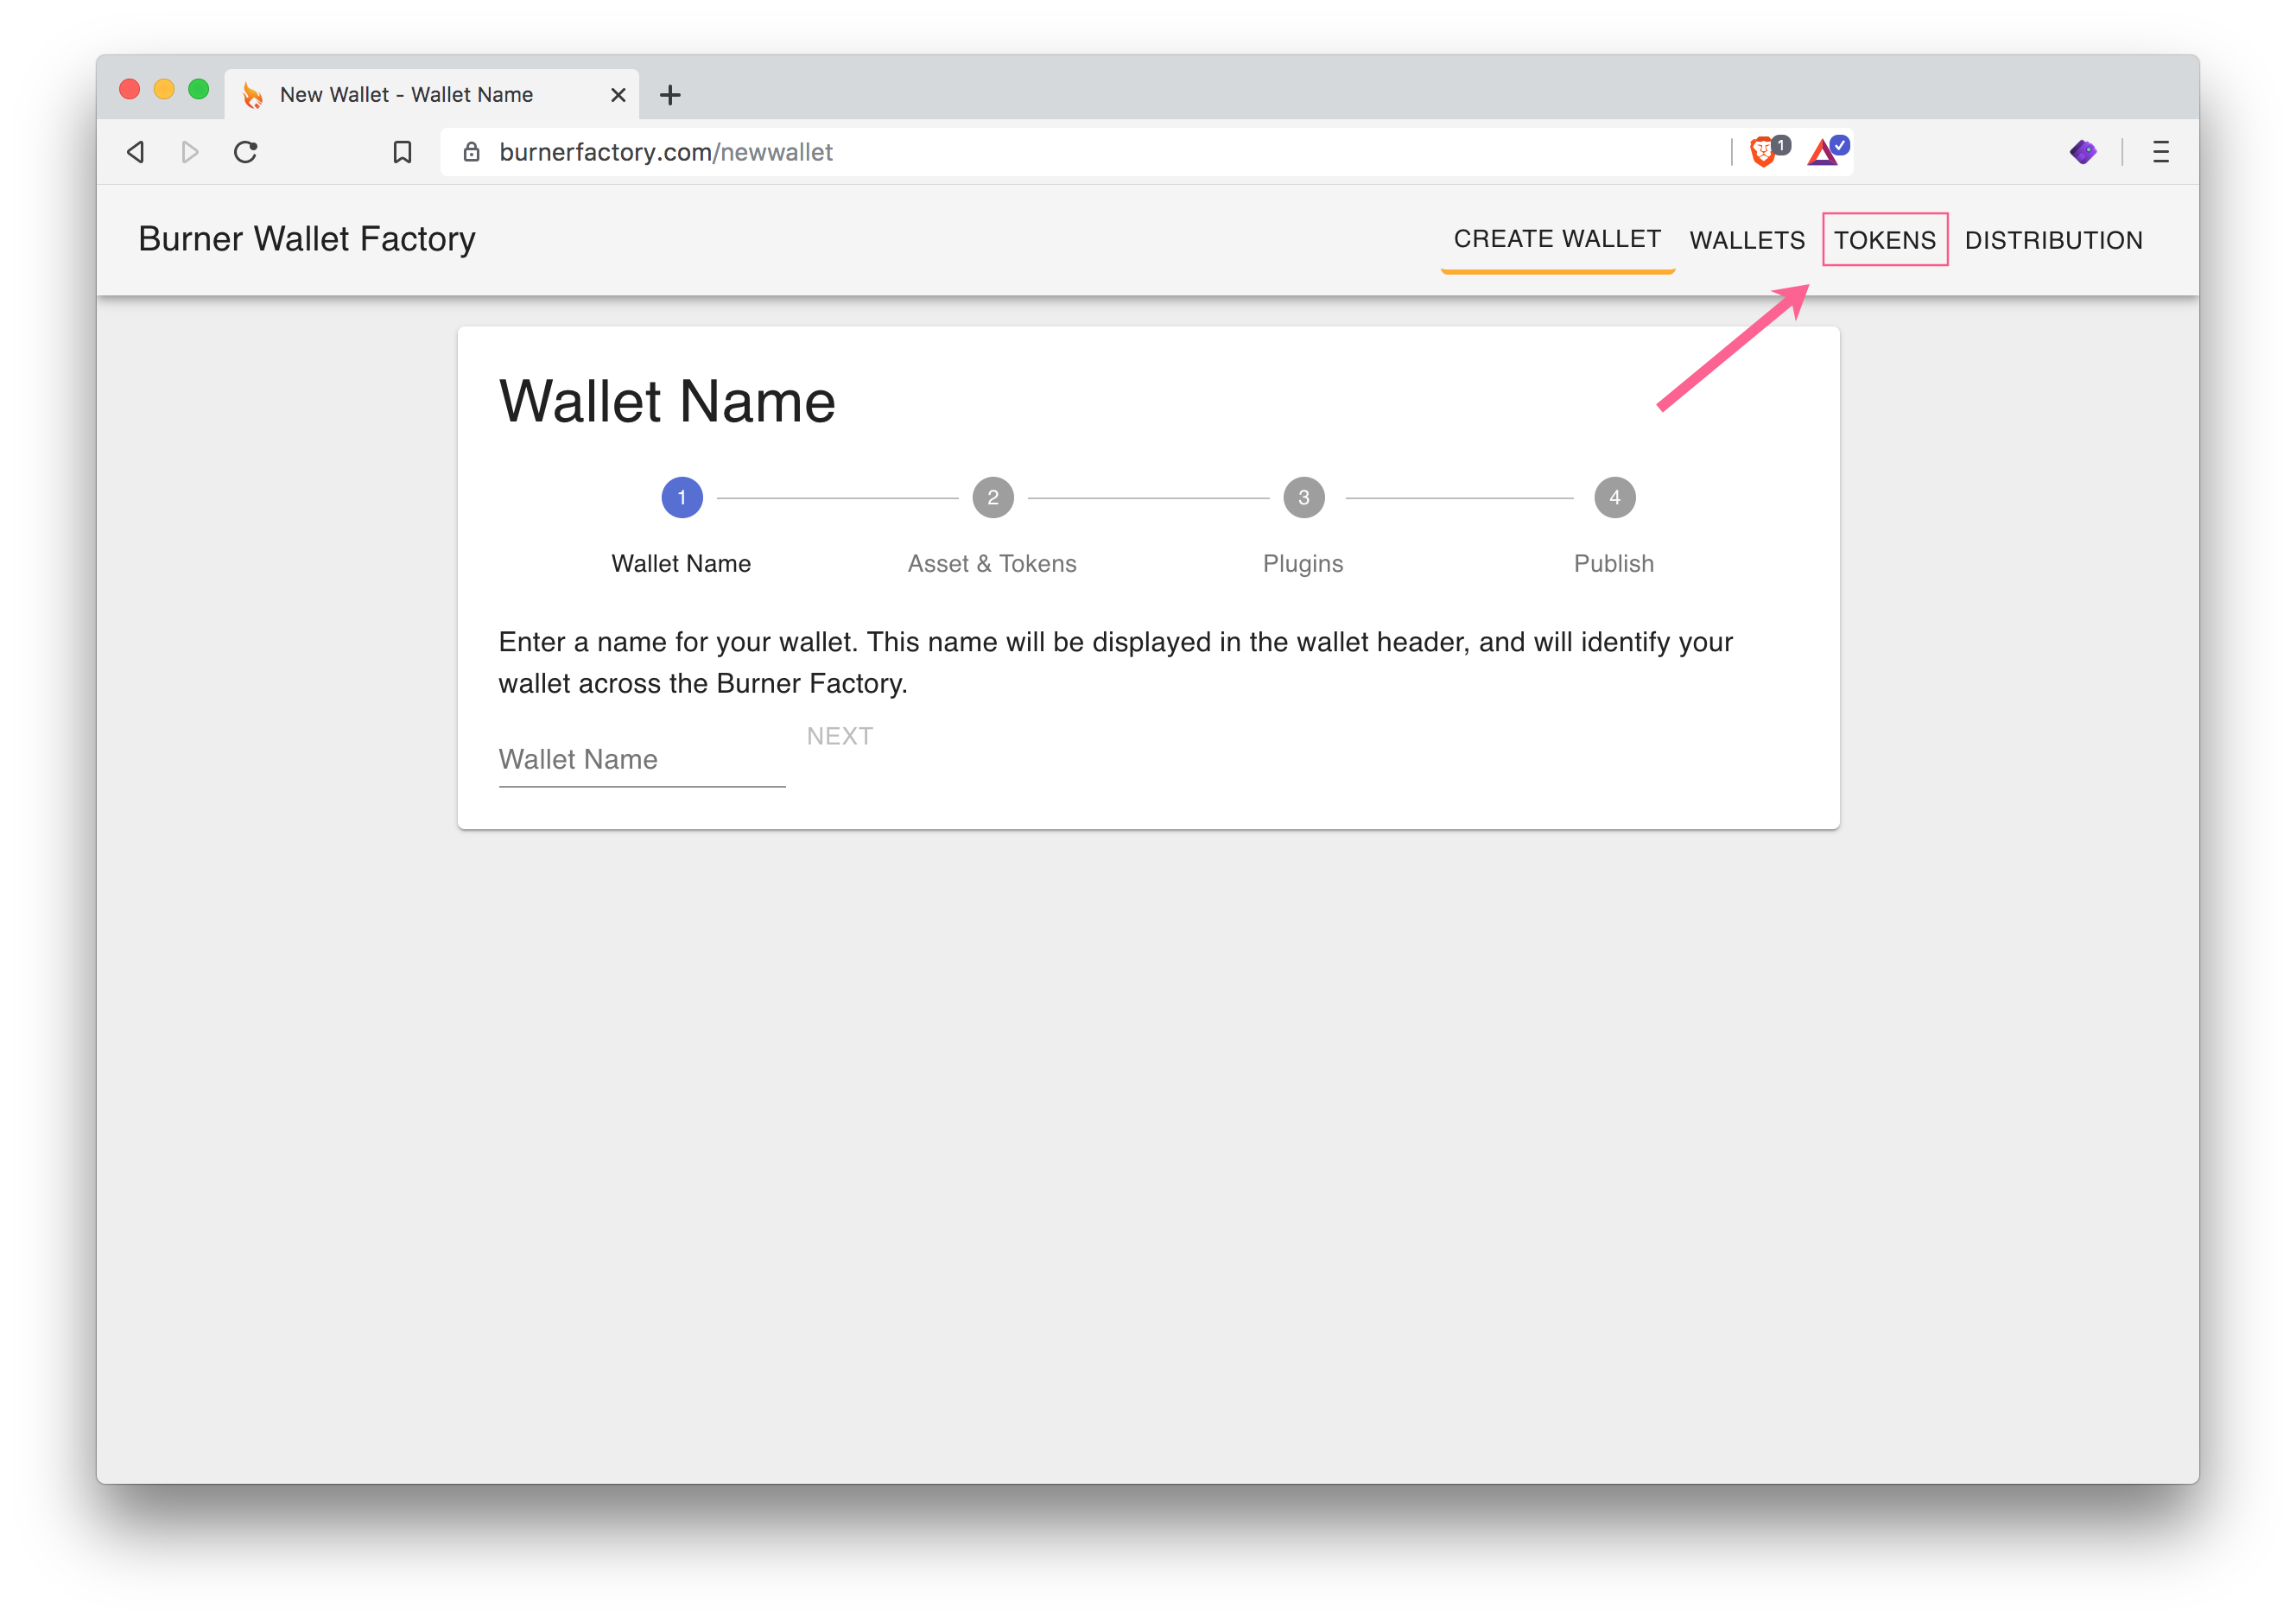 New Wallet - Wallet Name
burnerfactory.com/newwallet
1
Burner Wallet Factory
CREATE WALLET
WALLETS
TOKENS
DISTRIBUTION
Wallet Name
1
2
3
4
Wallet Name
Asset & Tokens
Plugins
Publish
Enter a name for your wallet. This name will be displayed in the wallet header, and will identify your
wallet across the Burner Factory.
NEXT
Wallet Name